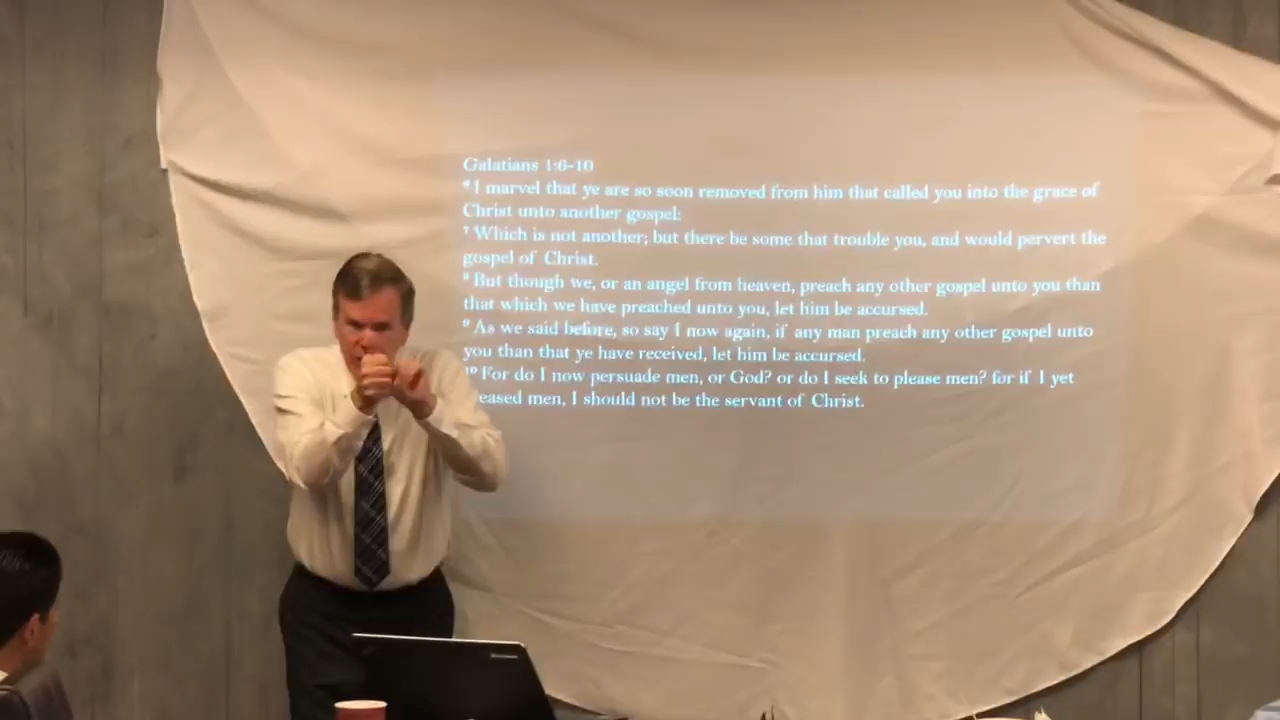 Galatians 1:6-10
⁶ I marvel that ye are so soon removed from him that called you into the grace of
Christ unto another gospel:
⁷ Which is not another; but there be some that trouble you, and would pervert the
gospel of Christ.
⁸ But though we, or an angel from heaven, preach any other gospel unto you than
that which we have preached unto you, let him be accursed.
⁹ As we said before, so say I now again, if any man preach any other gospel unto
you than that ye have received, let him be accursed.
¹⁰ For do I now persuade men, or God? or do I seek to please men? for if I yet
eased men, I should not be the servant of Christ.